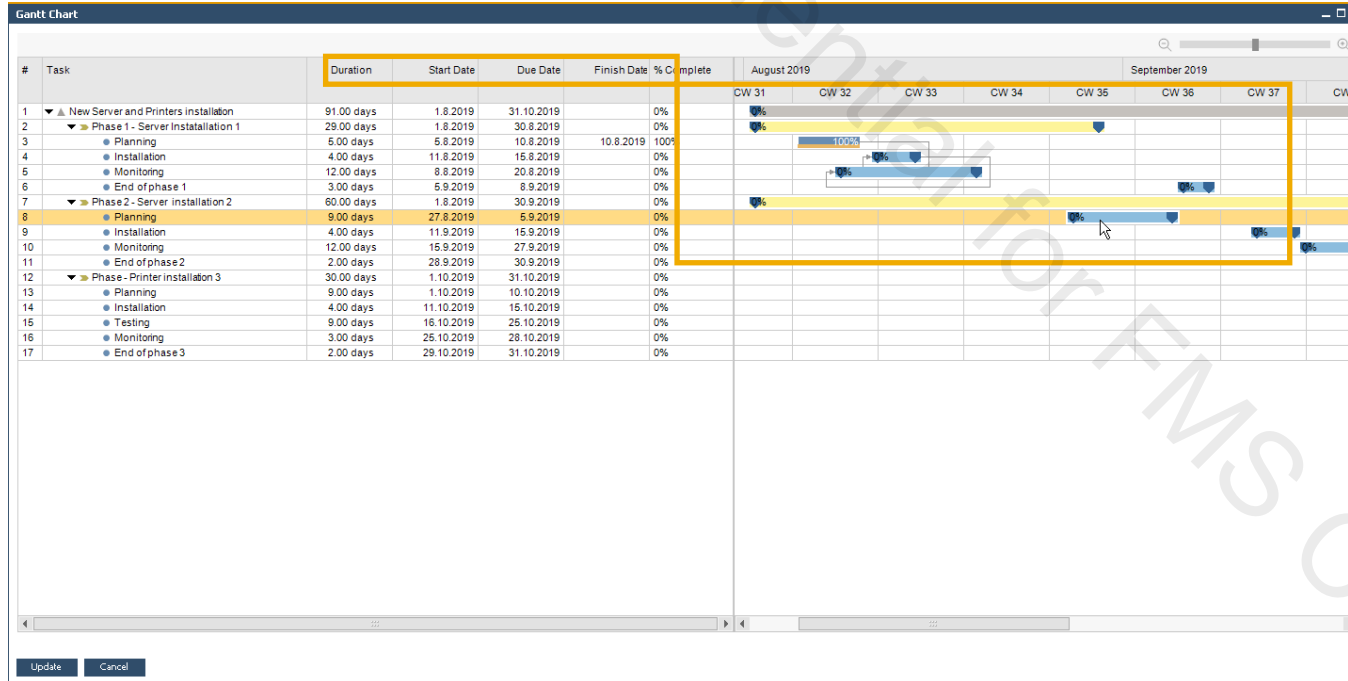 Gantt Chart
# Task Duration Start Date Due Date Finish Date % Complete August 2019 September 2019
CW 31 CW 32 CW 33 CW 34 CW 35 CW 36 CW 37 CW
1 New Server and Printers installation 91.00 days 1.8.2019 31.10.2019 0% 0%
2 Phase 1 - Server Instatallation 1 29.00 days 1.8.2019 30.8.2019 0% 0%
3 Planning 5.00 days 5.8.2019 10.8.2019 10.8.2019 100% 100%
4 Installation 4.00 days 11.8.2019 15.8.2019 0% 0%
5 Monitoring 12.00 days 8.8.2019 20.8.2019 0% 0%
6 End of phase 1 3.00 days 5.9.2019 8.9.2019 0% 0%
7 Phase 2 - Server installation 2 60.00 days 1.8.2019 30.9.2019 0% 0%
8 Planning 9.00 days 27.8.2019 5.9.2019 0% 0%
9 Installation 4.00 days 11.9.2019 15.9.2019 0% 0%
10 Monitoring 12.00 days 15.9.2019 27.9.2019 0% 0%
11 End of phase 2 2.00 days 28.9.2019 30.9.2019 0%
12 Phase - Printer installation 3 30.00 days 1.10.2019 31.10.2019 0%
13 Planning 9.00 days 1.10.2019 10.10.2019 0%
14 Installation 4.00 days 11.10.2019 15.10.2019 0%
15 Testing 9.00 days 16.10.2019 25.10.2019 0%
16 Monitoring 3.00 days 25.10.2019 28.10.2019 0%
17 End of phase 3 2.00 days 29.10.2019 31.10.2019 0%
Update Cancel
ential for FMS